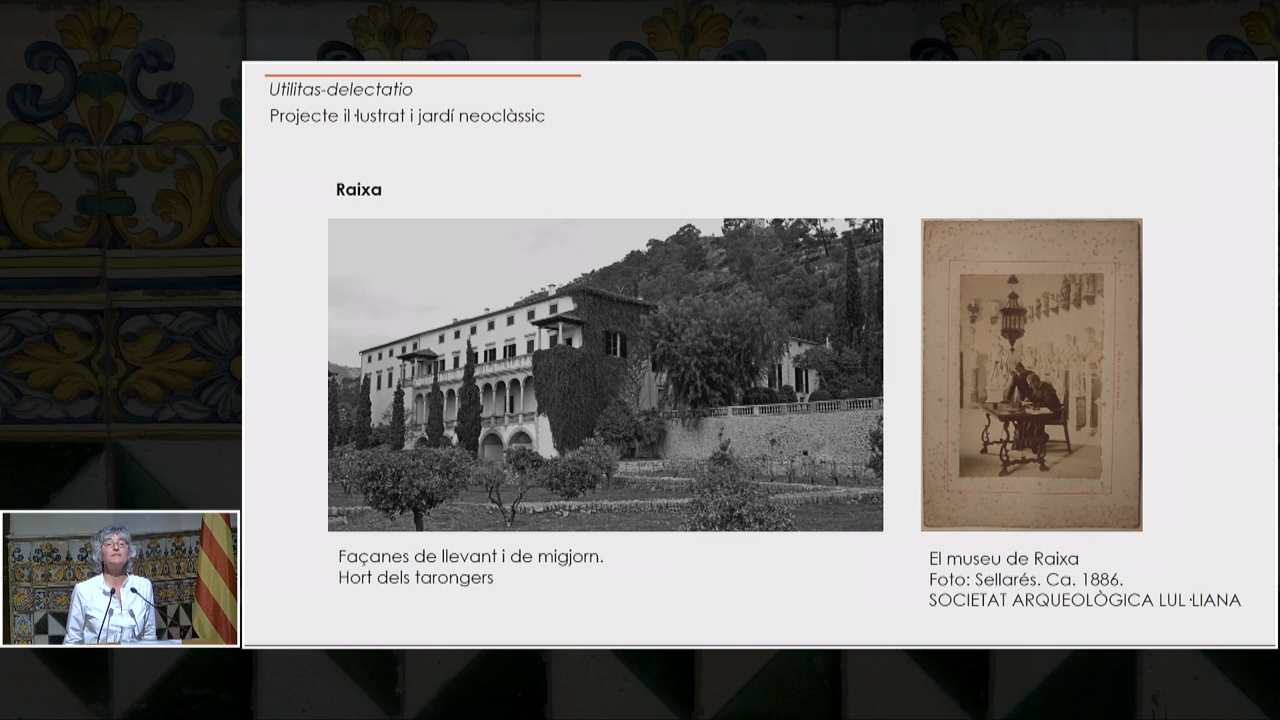 Utilitas-delectatio
Projecte il·lustrat i jardí neoclàssic
Raixa
Façanes de llevant i de migjorn.
Hort dels tarongers
El museu de Raixa
Foto: Sellarés. Ca. 1886.
SOCIETAT ARQUEOLÒGICA LUL·LIANA